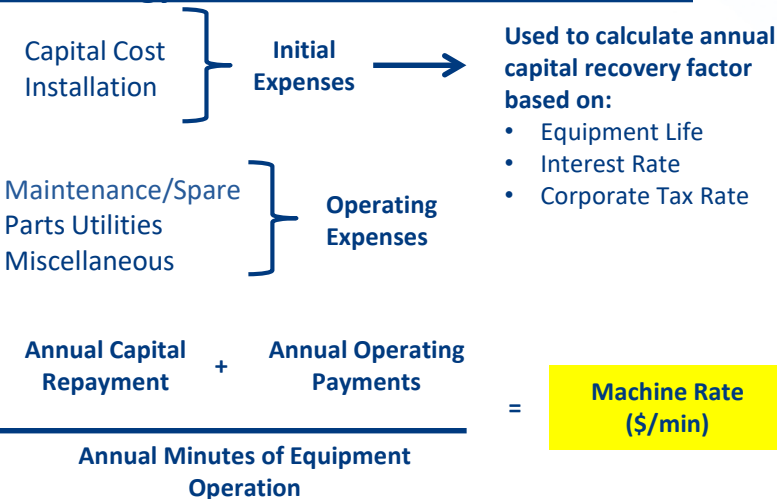 Capital Cost
Installation
Initial
Expenses
Used to calculate annual
capital recovery factor
based on:
• Equipment Life
• Interest Rate
• Corporate Tax Rate
Maintenance/Spare
Parts Utilities
Miscellaneous
Operating
Expenses
Annual Capital
Repayment
+
Annual Operating
Payments
Annual Minutes of Equipment
Operation
=
Machine Rate
($/min)